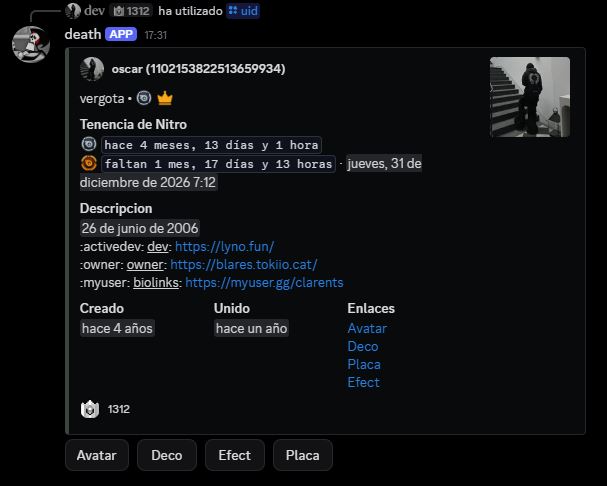 dev 1312 ha utilizado uid
death APP 17:31
oscar (1102153822513659934)
vergota •
Tenencia de Nitro
hace 4 meses, 13 días y 1 hora
faltan 1 mes, 17 días y 13 horas · jueves, 31 de
diciembre de 2026 7:12
Descripcion
26 de junio de 2006
:activedev: dev: https://lyno.fun/
:owner: owner: https://blares.tokiio.cat/
:myuser: biolinks: https://myuser.gg/clarents
Creado Unido Enlaces
hace 4 años hace un año Avatar
Deco
Placa
Efect
1312
Avatar Deco Efect Placa